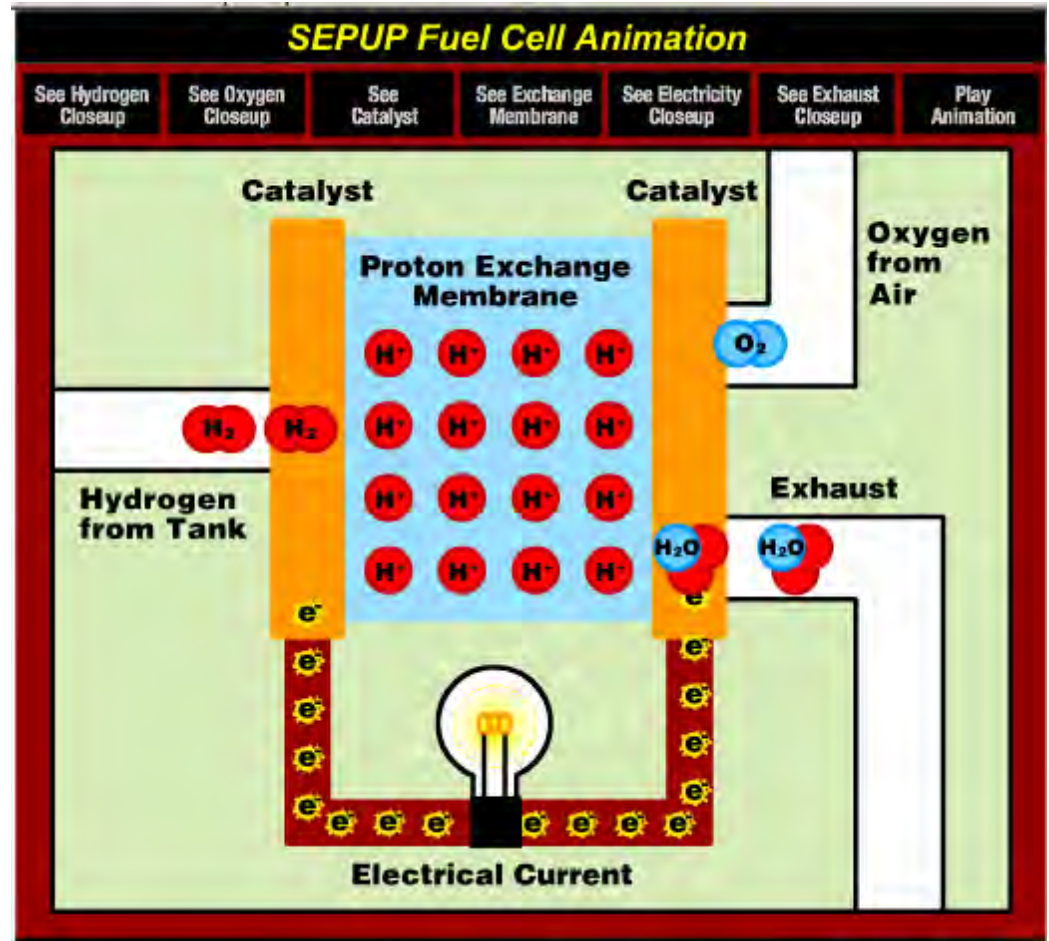 SEPUP Fuel Cell Animation
See Hydrogen
Closeup
See Oxygen
Closeup
See
Catalyst
See Exchange
Membrane
See Electricity
Closeup
See Exhaust
Closeup
Play
Animation
Catalyst
Catalyst
Proton Exchange
Membrane
Oxygen
from
Air
O₂
H⁺ H⁺ H⁺ H⁺
H₂ H₂
H⁺ H⁺ H⁺ H⁺
Hydrogen
from Tank
H⁺ H⁺ H⁺ H⁺
Exhaust
H₂O H₂O
H⁺ H⁺ H⁺ H⁺
e⁻
e⁻
e⁻
e⁻
e⁻
e⁻
e⁻
e⁻
e⁻
e⁻
e⁻ e⁻ e⁻ e⁻ e⁻ e⁻ e⁻
Electrical Current